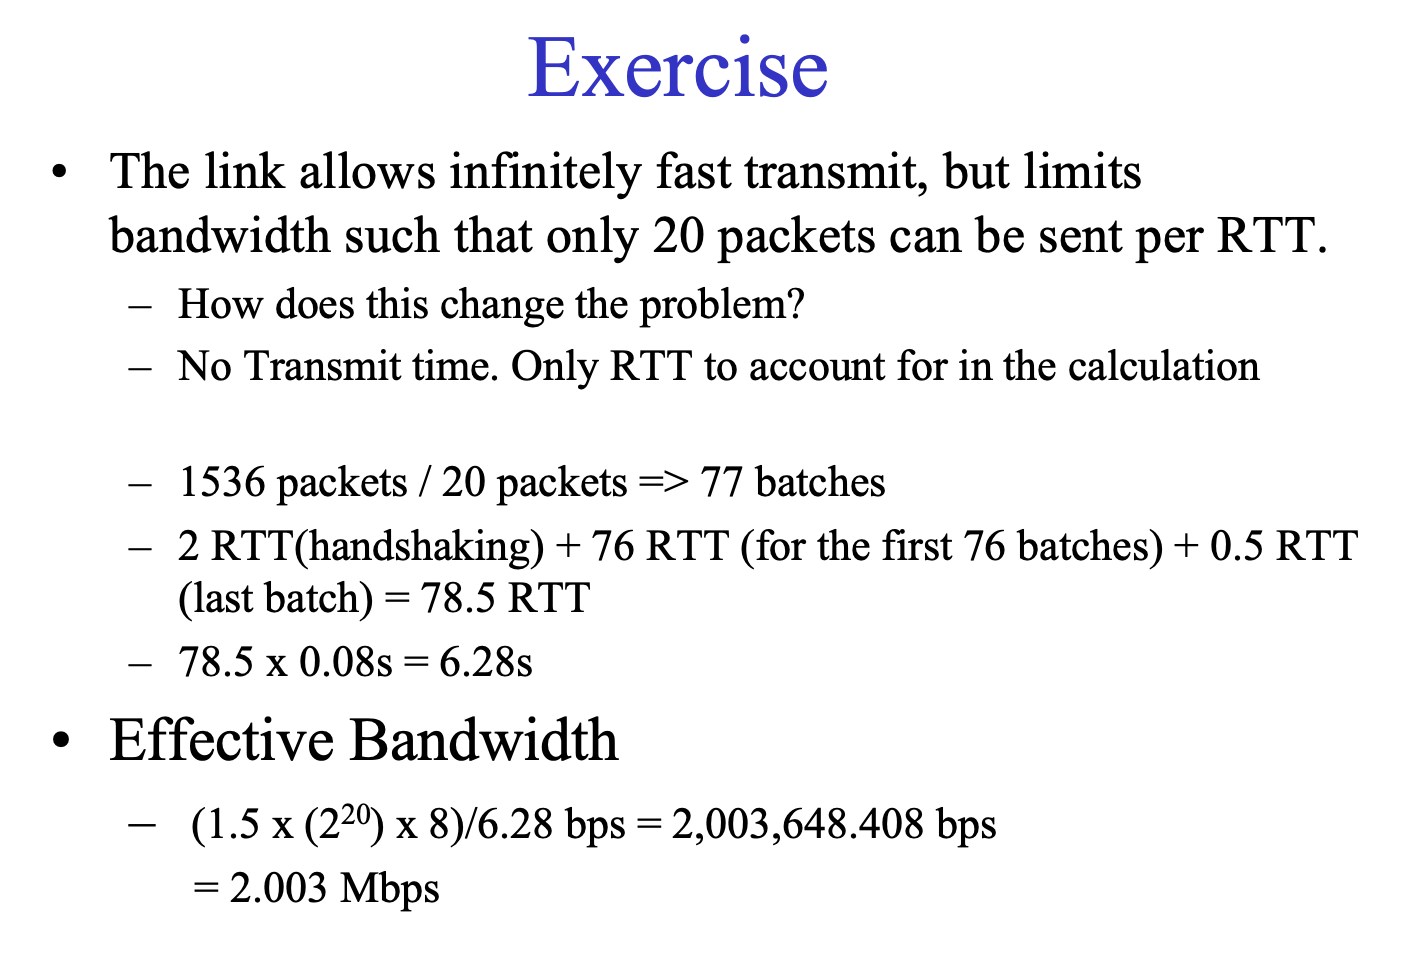 Exercise
• The link allows infinitely fast transmit, but limits
bandwidth such that only 20 packets can be sent per RTT.
– How does this change the problem?
– No Transmit time. Only RTT to account for in the calculation
– 1536 packets / 20 packets => 77 batches
– 2 RTT(handshaking) + 76 RTT (for the first 76 batches) + 0.5 RTT
(last batch) = 78.5 RTT
– 78.5 x 0.08s = 6.28s
• Effective Bandwidth
– (1.5 x (2²⁰) x 8)/6.28 bps = 2,003,648.408 bps
= 2.003 Mbps